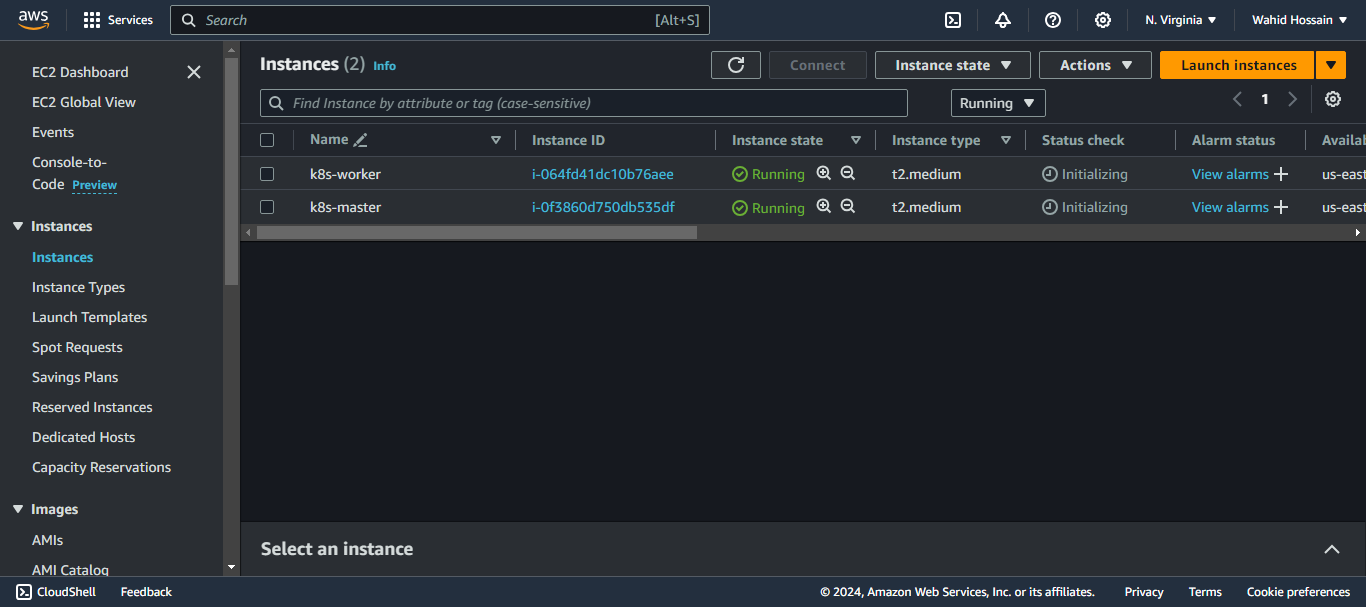 aws Services Search [Alt+S] N. Virginia Wahid Hossain
EC2 Dashboard
EC2 Global View
Events
Console-to-
Code Preview
Instances
Instances
Instance Types
Launch Templates
Spot Requests
Savings Plans
Reserved Instances
Dedicated Hosts
Capacity Reservations
Images
AMIs
AMI Catalog
Instances (2) Info Connect Instance state Actions Launch instances
Find Instance by attribute or tag (case-sensitive) Running 1
Name Instance ID Instance state Instance type Status check Alarm status Availab
k8s-worker i-064fd41dc10b76aee Running t2.medium Initializing View alarms + us-east
k8s-master i-0f3860d750db535df Running t2.medium Initializing View alarms + us-east
Select an instance
CloudShell Feedback © 2024, Amazon Web Services, Inc. or its affiliates. Privacy Terms Cookie preferences